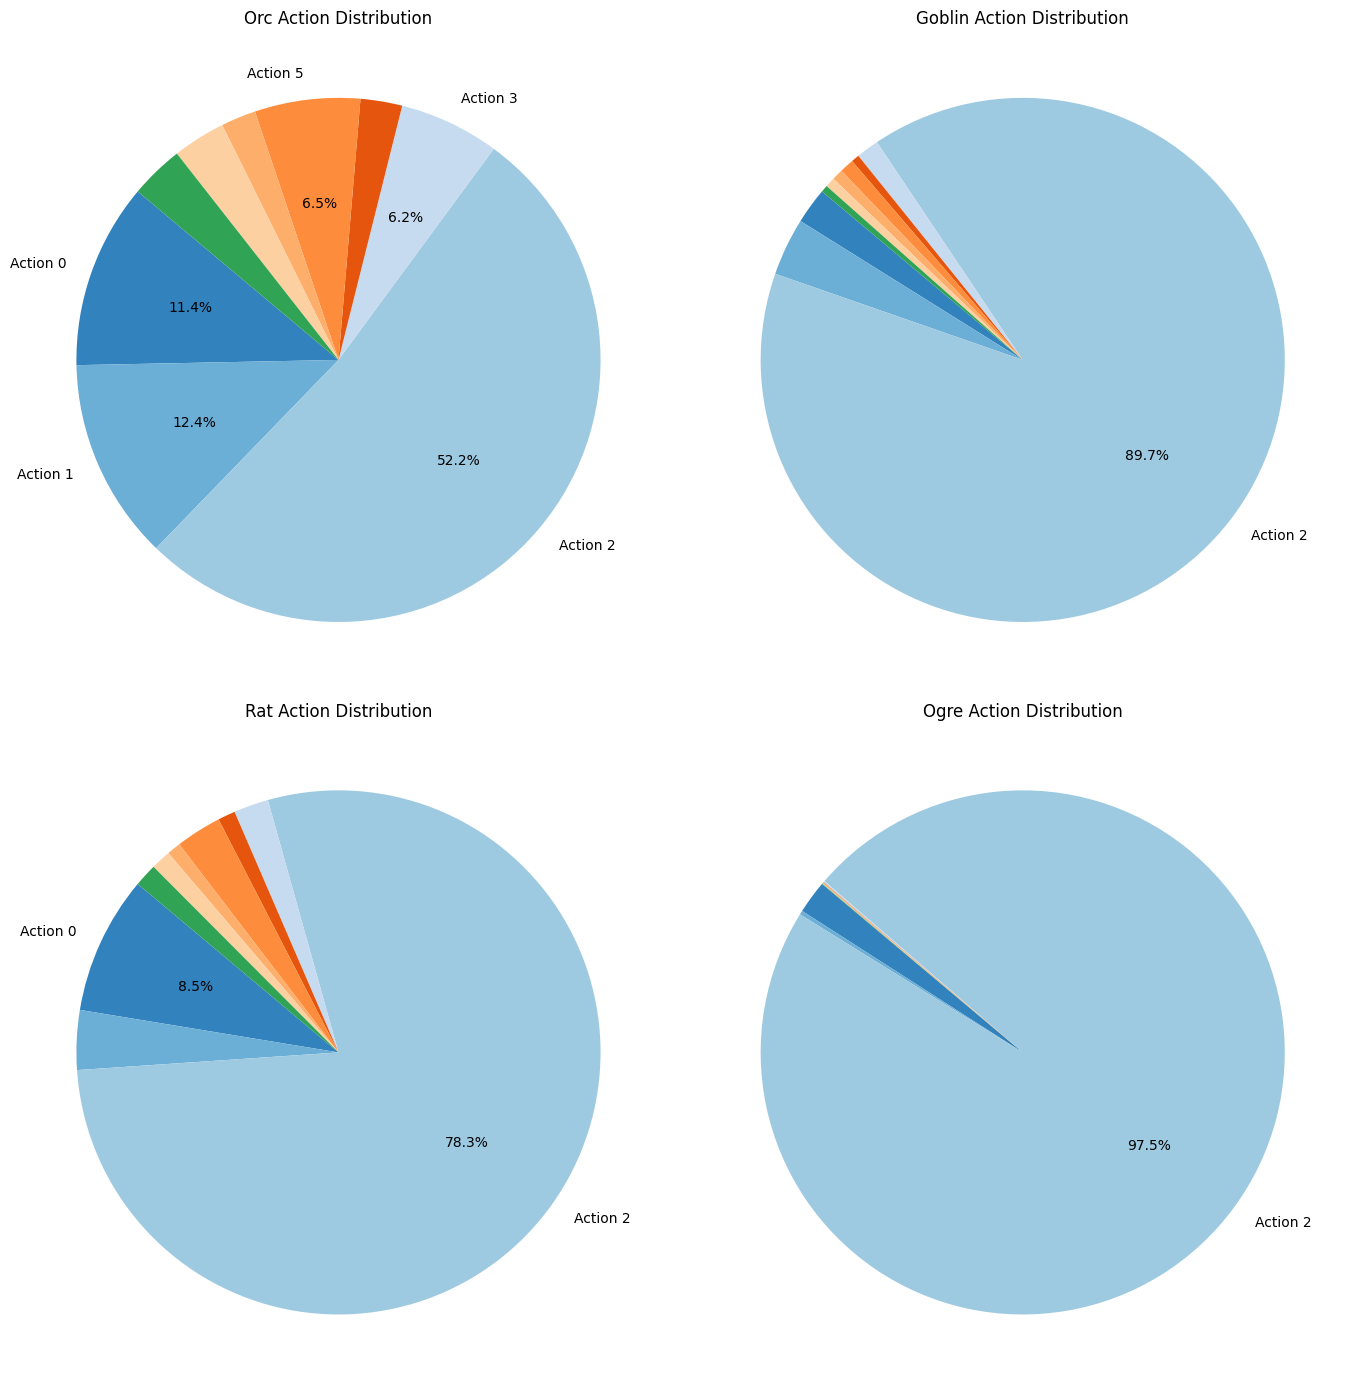 Orc Action Distribution
Action 5
Action 3
6.5%
6.2%
Action 0
11.4%
12.4%
52.2%
Action 1
Action 2
Goblin Action Distribution
89.7%
Action 2
Rat Action Distribution
Action 0
8.5%
78.3%
Action 2
Ogre Action Distribution
97.5%
Action 2